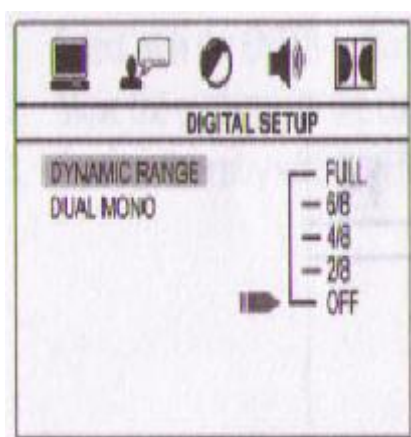 DIGITAL SETUP
DYNAMIC RANGE
DUAL MONO
FULL
6/8
4/8
2/8
OFF